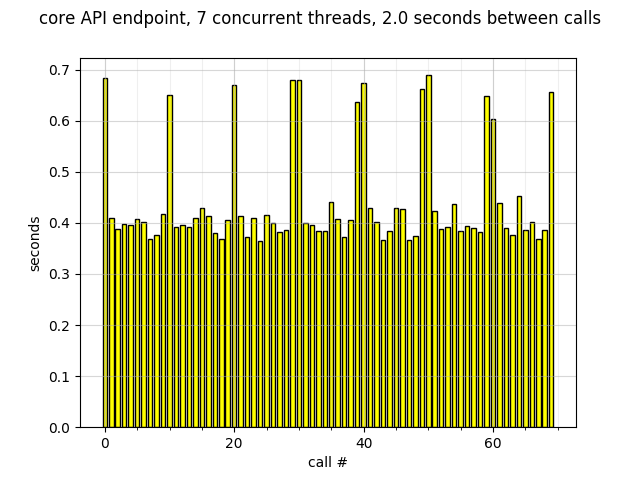 core API endpoint, 7 concurrent threads, 2.0 seconds between calls
0.7
0.6
0.5
0.4
0.3
0.2
0.1
0.0
seconds
0 20 40 60
call #